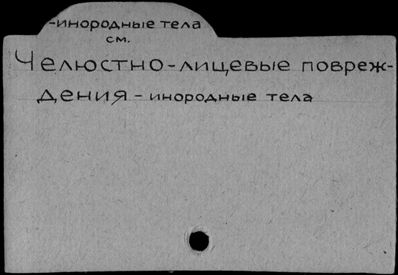 -инородные тела
см.
Челюстно-лицевые повреж-
дения - инородные тела